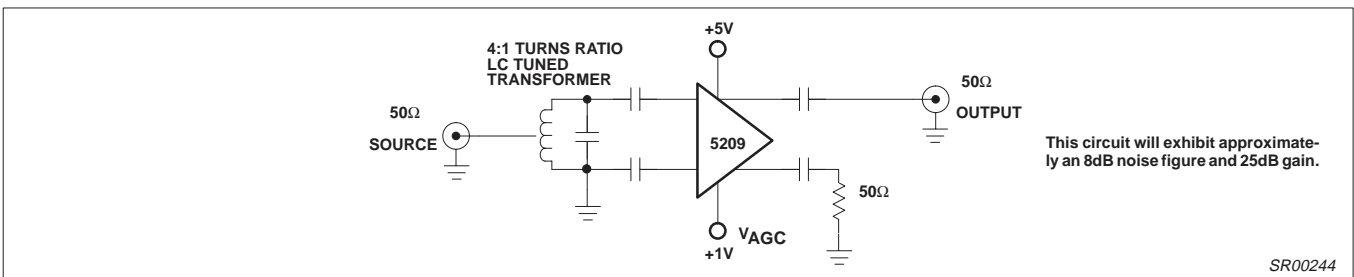 +5V
4:1 TURNS RATIO
LC TUNED
TRANSFORMER
50Ω
SOURCE
5209
50Ω
OUTPUT
50Ω
VAGC
+1V
This circuit will exhibit approximate-
ly an 8dB noise figure and 25dB gain.
SR00244